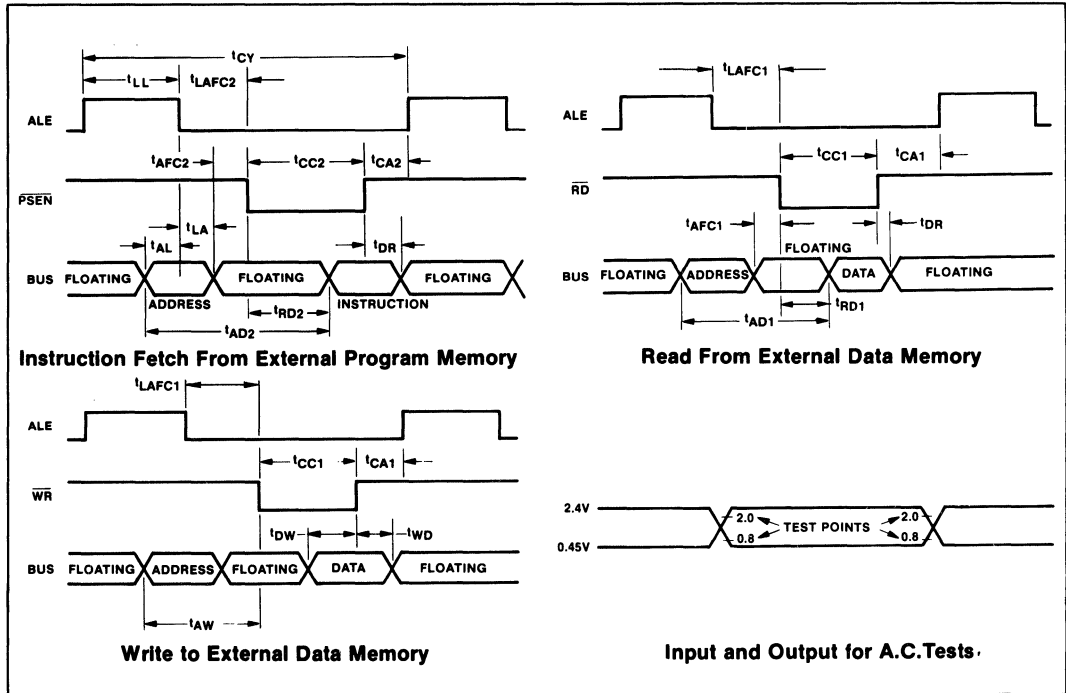 tCY
tLL tLAFC2
ALE
tAFC2 tCC2 tCA2
PSEN
tLA
tAL tDR
BUS FLOATING FLOATING FLOATING
ADDRESS INSTRUCTION
tRD2
tAD2
Instruction Fetch From External Program Memory
tLAFC1
ALE
tCC1 tCA1
RD
tAFC1 tDR
FLOATING
BUS FLOATING ADDRESS DATA FLOATING
tRD1
tAD1
Read From External Data Memory
tLAFC1
ALE
tCC1 tCA1
WR
tDW tWD
BUS FLOATING ADDRESS FLOATING DATA FLOATING
tAW
Write to External Data Memory
2.4V
2.0 TEST POINTS 2.0
0.8 0.8
0.45V
Input and Output for A.C.Tests